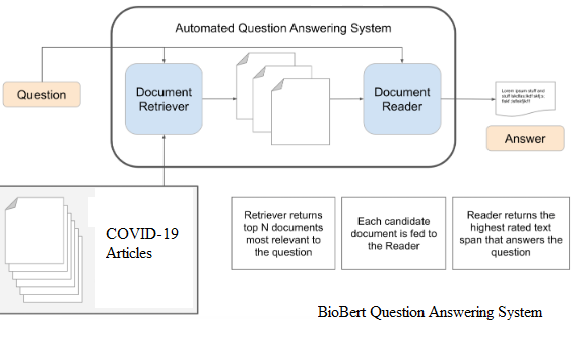 Automated Question Answering System
Question
Document
Retriever
Document
Reader
Lorem ipsum
Answer
COVID-19
Articles
Retriever returns
top N documents
most relevant to
the question
Each candidate
document is fed to
the Reader
Reader returns the
highest rated text
span that answers the
question
BioBert Question Answering System